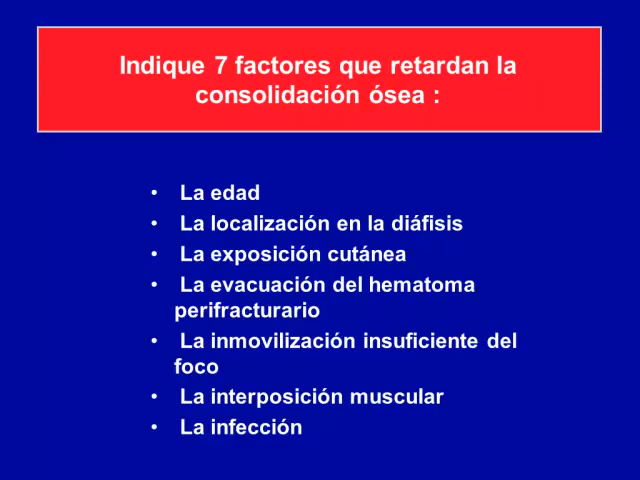 Indique 7 factores que retardan la
consolidación ósea :
• La edad
• La localización en la diáfisis
• La exposición cutánea
• La evacuación del hematoma
perifracturario
• La inmovilización insuficiente del
foco
• La interposición muscular
• La infección